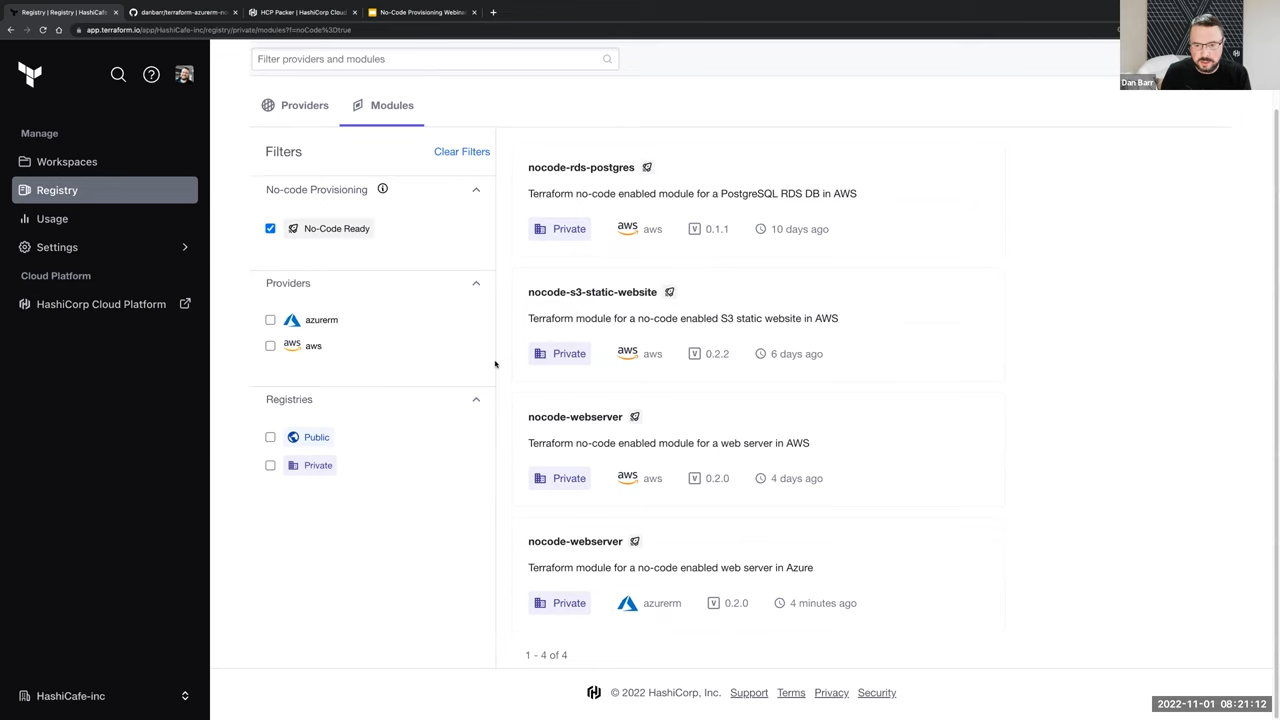 Registry | Registry | HashiCafe
danbarr/terraform-azurerm-no
HCP Packer | HashiCorp Cloud
No-Code Provisioning Webinar
app.terraform.io/app/HashiCafe-inc/registry/private/modules?f=noCode%3Dtrue
Manage
Workspaces
Registry
Usage
Settings
Cloud Platform
HashiCorp Cloud Platform
HashiCafe-inc
Filter providers and modules
Providers
Modules
Filters
Clear Filters
No-code Provisioning
No-Code Ready
Providers
azurerm
aws
aws
Registries
Public
Private
nocode-rds-postgres
Terraform no-code enabled module for a PostgreSQL RDS DB in AWS
Private aws aws V 0.1.1 10 days ago
nocode-s3-static-website
Terraform module for a no-code enabled S3 static website in AWS
Private aws aws V 0.2.2 6 days ago
nocode-webserver
Terraform no-code enabled module for a web server in AWS
Private aws aws V 0.2.0 4 days ago
nocode-webserver
Terraform module for a no-code enabled web server in Azure
Private azurerm V 0.2.0 4 minutes ago
1 - 4 of 4
© 2022 HashiCorp, Inc. Support Terms Privacy Security
Dan Barr
2022-11-01 08:21:12